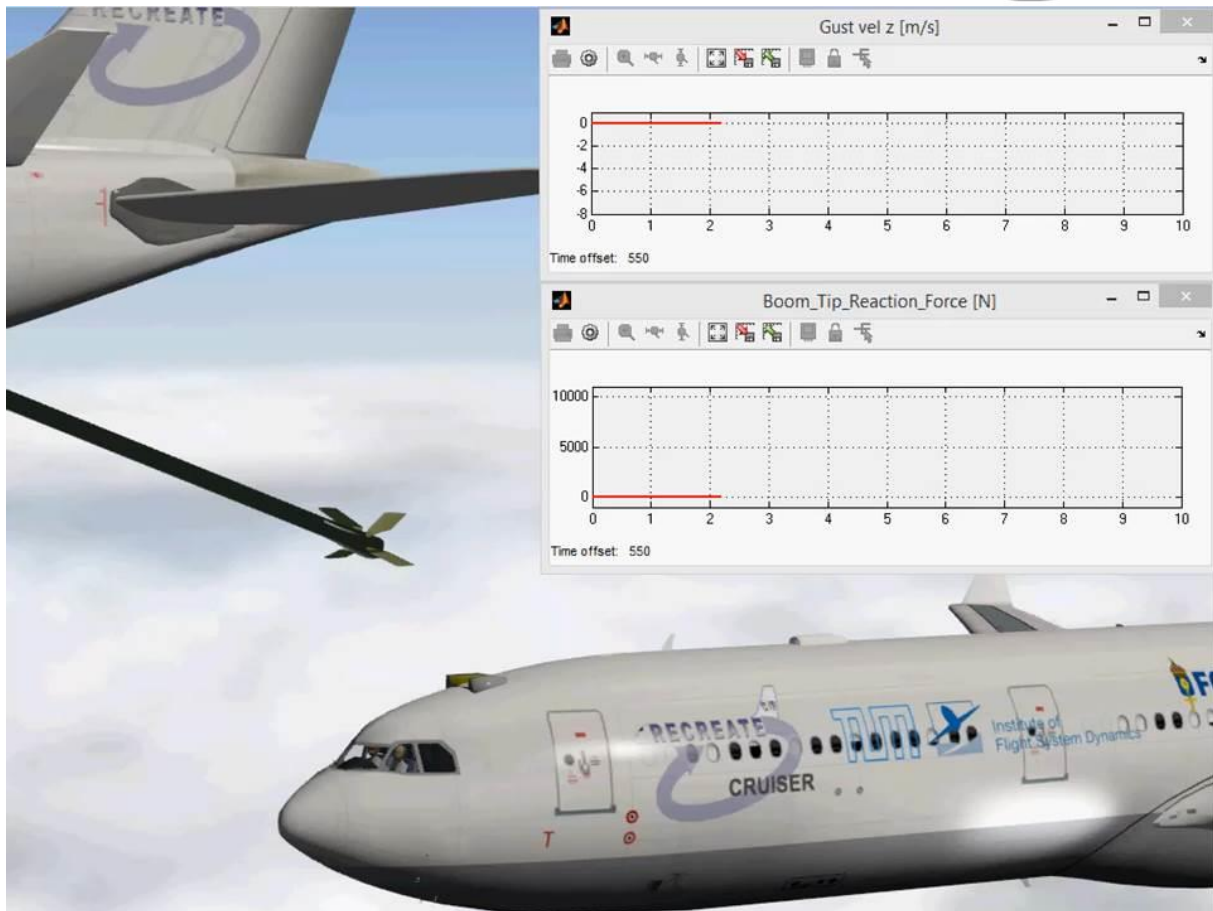 RECREATE
Gust vel z [m/s]
0
-2
-4
-6
-8
0 1 2 3 4 5 6 7 8 9 10
Time offset: 550
Boom_Tip_Reaction_Force [N]
10000
5000
0
0 1 2 3 4 5 6 7 8 9 10
Time offset: 550
RECREATE
CRUISER
TUM
Institute of
Flight System Dynamics
T